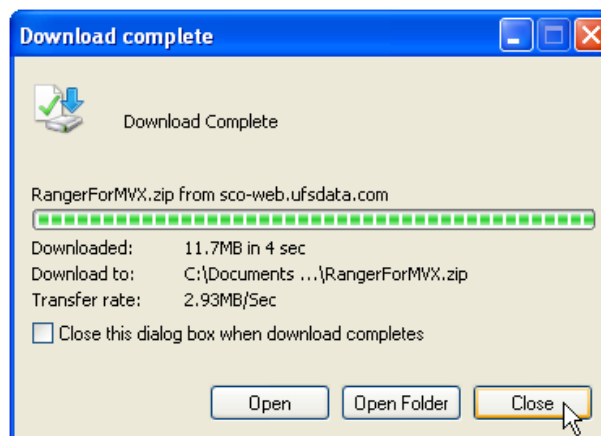 Download complete
Download Complete
RangerForMVX.zip from sco-web.ufsdata.com
Downloaded: 11.7MB in 4 sec
Download to: C:\Documents ...\RangerForMVX.zip
Transfer rate: 2.93MB/Sec
Close this dialog box when download completes
Open Open Folder Close